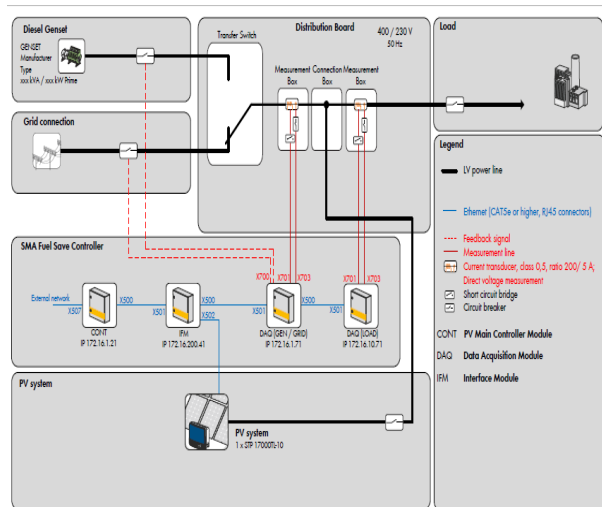 Diesel Genset
GENSET
Manufacturer
Type
xxx kVA / xxx kW Prime
Grid connection
Transfer Switch
Distribution Board
400 / 230 V
50 Hz
Measurement
Box
Connection
Box
Measurement
Box
Load
Legend
LV power line
Ethernet (CAT5e or higher, RJ45 connectors)
Feedback signal
Measurement line
Current transducer, class 0,5, ratio 200/ 5 A;
Direct voltage measurement
Short circuit bridge
Circuit breaker
CONT PV Main Controller Module
DAQ Data Acquisition Module
IFM Interface Module
SMA Fuel Save Controller
External network
X507
X500
CONT
IP 172.16.1.21
X501
X500
X502
IFM
IP 172.16.200.41
X700
X701
X703
X501
X500
DAQ (GEN / GRID)
IP 172.16.1.71
X701
X703
X501
DAQ (LOAD)
IP 172.16.10.71
PV system
PV system
1 x STP 17000TL-10